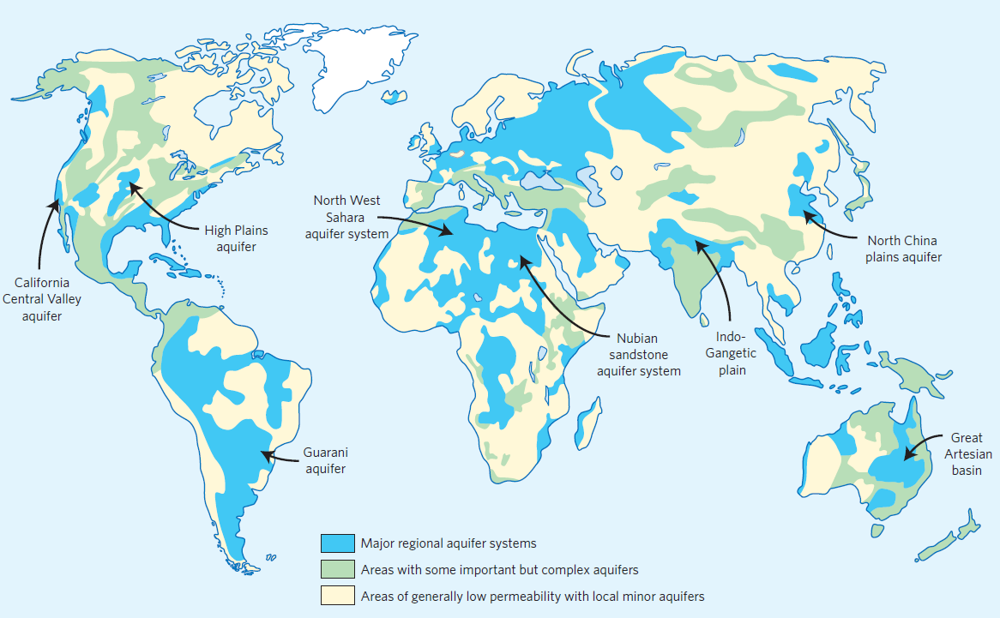 North West
Sahara
aquifer system
High Plains
aquifer
California
Central Valley
aquifer
North China
plains aquifer
Nubian
sandstone
aquifer system
Indo-
Gangetic
plain
Guarani
aquifer
Great
Artesian
basin
Major regional aquifer systems
Areas with some important but complex aquifers
Areas of generally low permeability with local minor aquifers